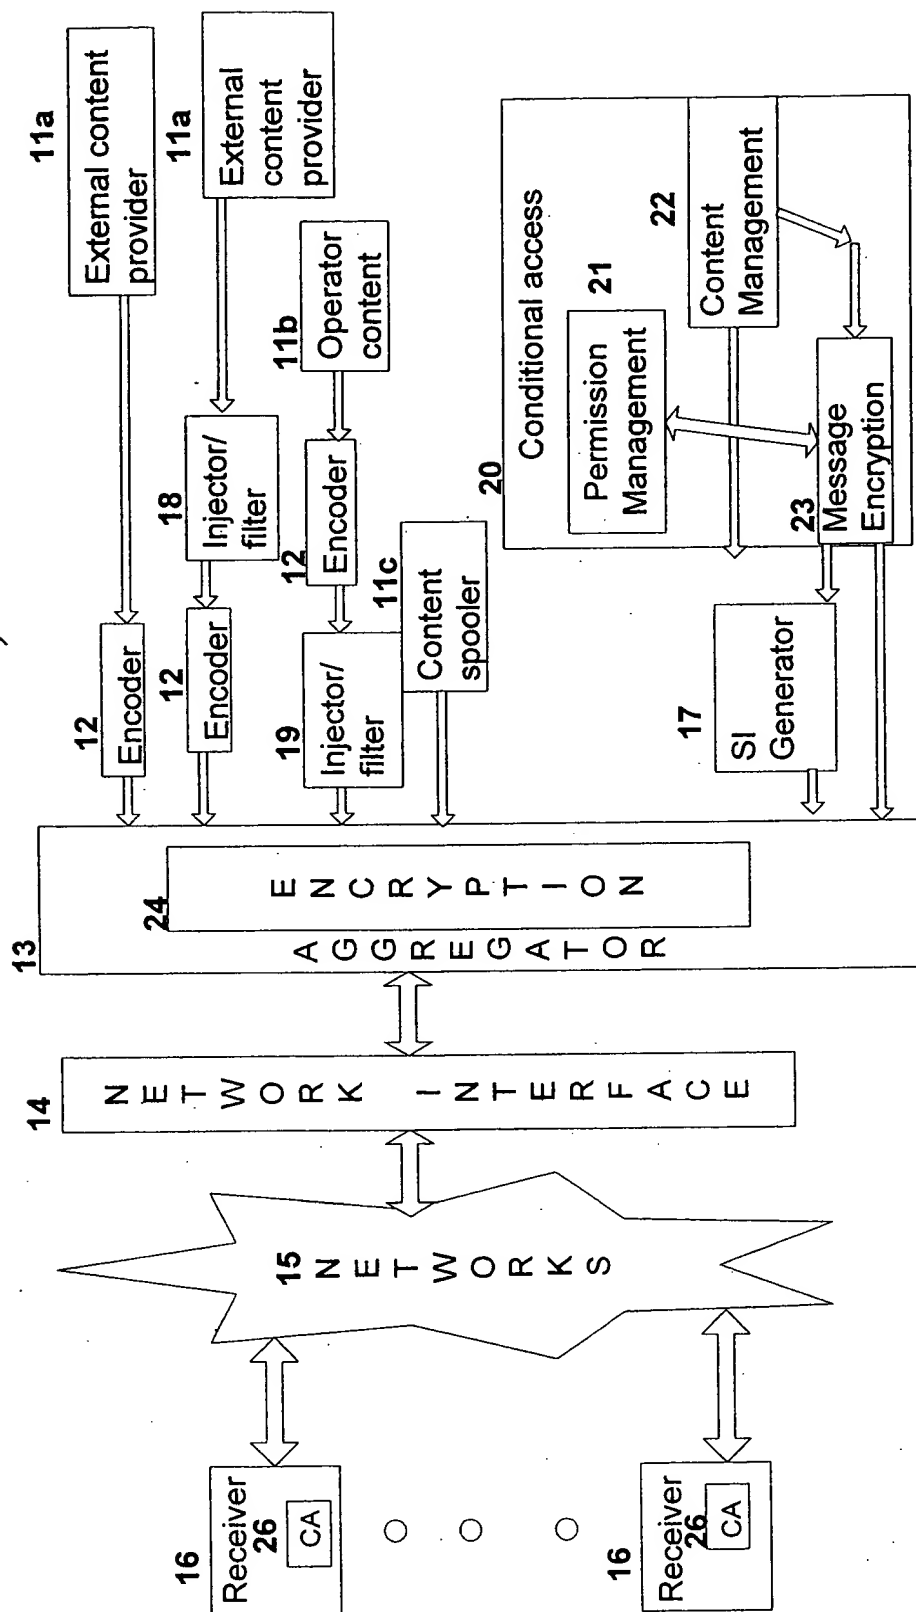 11a
External content
provider
11a
External
content
provider
11b
Operator
content
18
Injector/
filter
12
Encoder
12
Encoder
12
Encoder
19
Injector/
filter
11c
Content
spooler
20
Conditional access
21
Permission
Management
22
Content
Management
23
Message
Encryption
17
SI
Generator
13
24
ENCRYPTION
AGGREGATOR
14
NETWORK INTERFACE
15
NETWORKS
16
Receiver
26
CA
16
Receiver
26
CA